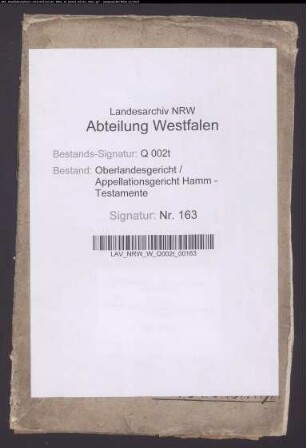 Landesarchiv NRW
Abteilung Westfalen
Bestands-Signatur: Q 002t
Bestand: Oberlandesgericht /
Appellationsgericht Hamm -
Testamente
Signatur: Nr. 163
LAV_NRW_W_Q002t_00163